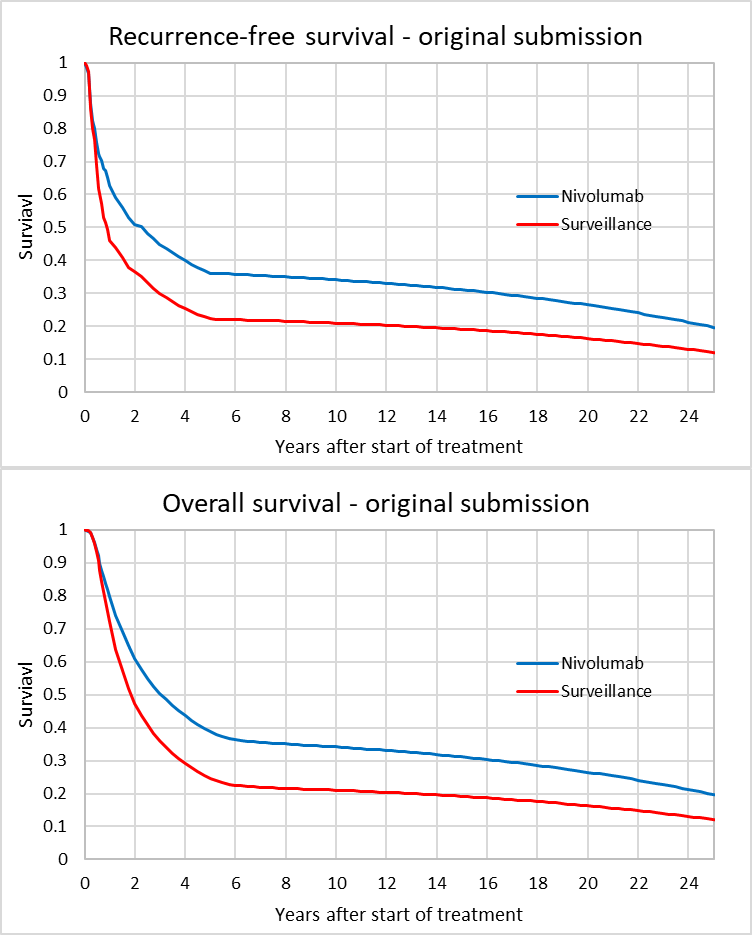 Recurrence-free survival - original submission
1
0.9
0.8
0.7
0.6
0.5
0.4
0.3
0.2
0.1
0
Surviavl
Nivolumab
Surveillance
0 2 4 6 8 10 12 14 16 18 20 22 24
Years after start of treatment
Overall survival - original submission
1
0.9
0.8
0.7
0.6
0.5
0.4
0.3
0.2
0.1
0
Surviavl
Nivolumab
Surveillance
0 2 4 6 8 10 12 14 16 18 20 22 24
Years after start of treatment